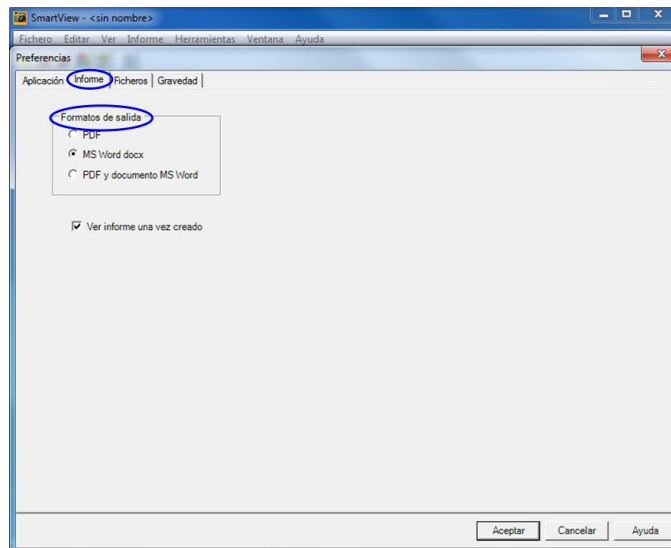 SmartView - <sin nombre>
Fichero Editar Ver Informe Herramientas Ventana Ayuda
Preferencias
Aplicación Informe Ficheros Gravedad
Formatos de salida
PDF
MS Word docx
PDF y documento MS Word
Ver informe una vez creado
Aceptar Cancelar Ayuda